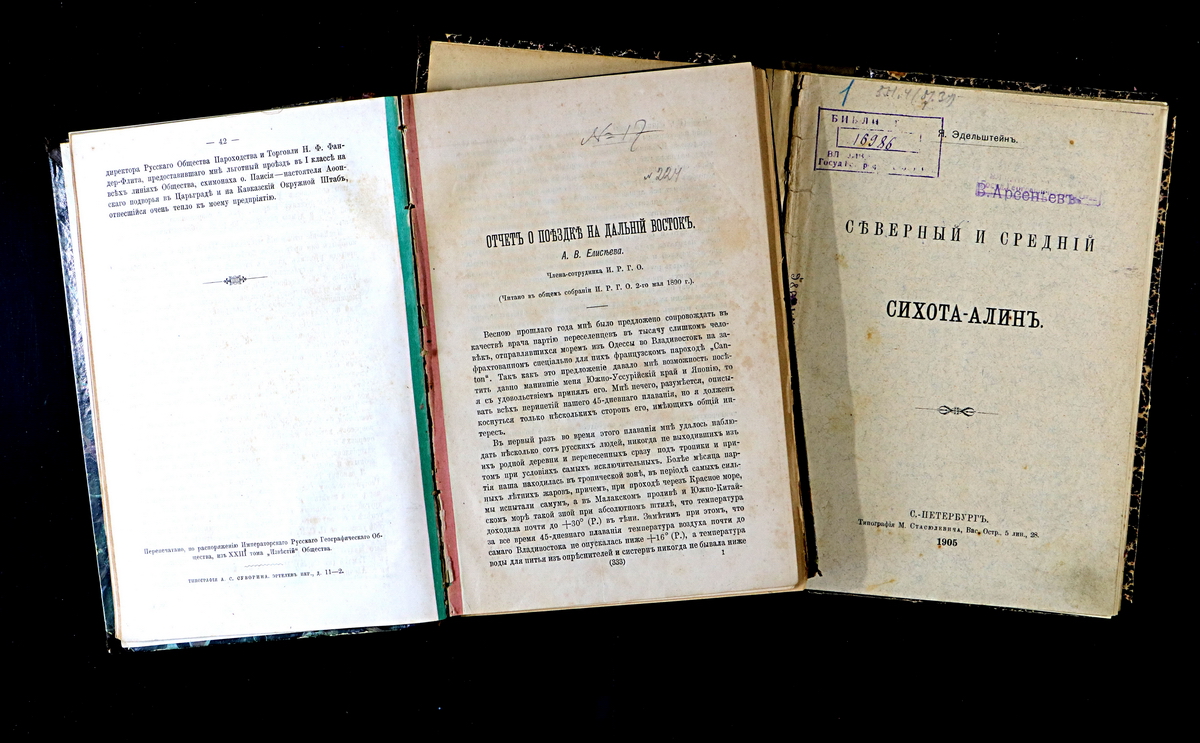 — 42 —
директора Русскаго Общества Пароходства и Торговли Н. Ф. Фан-
дер-Флита, предоставившаго мнѣ льготный проѣздъ въ I классѣ на
всѣхъ линіяхъ Общества, схимонаха о. Паисія — настоятеля Аѳон-
скаго подворья въ Цараградѣ и на Кавказскій Окружной Штабъ,
отнесшійся очень тепло къ моему предпріятію.
Перепечатано, по распоряженію Императорскаго Русскаго Географическаго Об-
щества, изъ XXIII тома „Извѣстій" Общества.
ТИПОГРАФІЯ А. С. СУВОРИНА. ЭРТЕЛЕВЪ ПЕР., Д. 11—2.
№ 17
№ 224
ОТЧЕТЪ О ПОѢЗДКѢ НА ДАЛЬНІЙ ВОСТОКЪ.
А. В. Елисѣева.
Члена-сотрудника И. Р. Г. О.
(Читано въ общемъ собраніи И. Р. Г. О. 2-го мая 1890 г.).
Весною прошлаго года мнѣ было предложено сопровождать въ
качествѣ врача партію переселенцевъ въ тысячу слишкомъ чело-
вѣкъ, отправлявшихся моремъ изъ Одессы во Владивостокъ на за-
фрахтованномъ спеціально для нихъ французскомъ пароходѣ „Can-
ton". Такъ какъ это предложеніе давало мнѣ возможность посѣ-
тить давно манившіе меня Южно-Уссурійскій край и Японію, то
я съ удовольствіемъ принялъ его. Мнѣ нечего, разумѣется, описы-
вать всѣхъ перипетій нашего 45-дневнаго плаванія, но я долженъ
коснуться только нѣсколькихъ сторонъ его, имѣющихъ общій ин-
тересъ.
Въ первый разъ во время этого плаванія мнѣ удалось наблю-
дать нѣсколько сотъ русскихъ людей, никогда не выходившихъ изъ
ихъ родной деревни и перенесенныхъ сразу подъ тропики и при-
томъ при условіяхъ самыхъ исключительныхъ. Болѣе мѣсяца пар-
тія наша находилась въ тропической зонѣ, въ періодѣ самыхъ силь-
ныхъ лѣтнихъ жаровъ, причемъ, при проходѣ черезъ Красное море,
мы испытали самумъ, а въ Малакскомъ проливѣ и Южно-Китай-
скомъ морѣ такой зной при абсолютномъ штилѣ, что температура
доходила почти до +30° (Р.) въ тѣни. Замѣтимъ при этомъ, что
за все время 45-дневнаго плаванія температура воздуха почти до
самаго Владивостока не опускалась ниже +16° (Р.), а температура
воды для питья изъ опрѣснителей и систернъ никогда не бывала ниже
(333)
1
1
БИБЛИ
16986
Я. Эдельштейнъ.
В. Арсеньевъ
СѢВЕРНЫЙ И СРЕДНІЙ
СИХОТА-АЛИНЪ.
С.-ПЕТЕРБУРГЪ.
Типографія М. Стасюлевича, Вас. Остр. 5 лин., 28.
1905